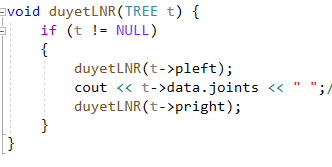 void duyetLNR(TREE t) {
if (t != NULL)
{
duyetLNR(t->pleft);
cout << t->data.joints << " ";/
duyetLNR(t->pright);
}
}